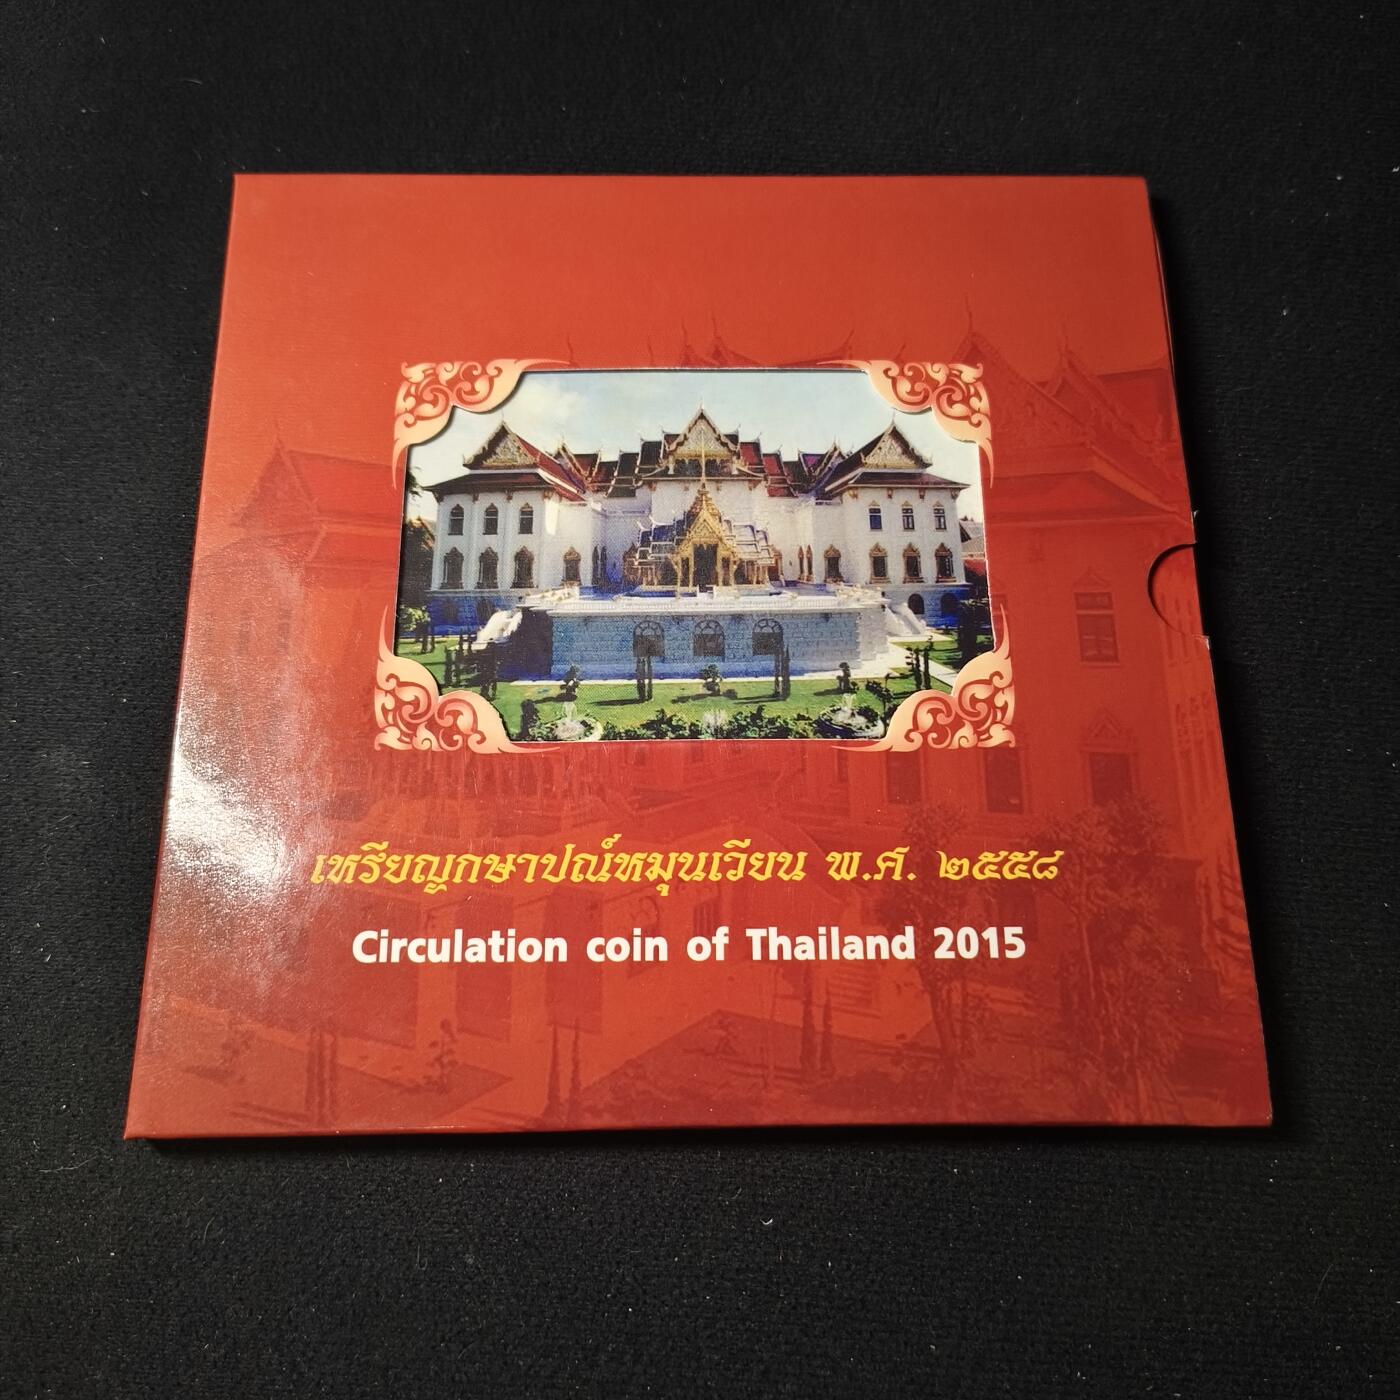 เหรียญกษาปณ์หมุนเวียน พ.ศ. ๒๕๕๘
Circulation coin of Thailand 2015